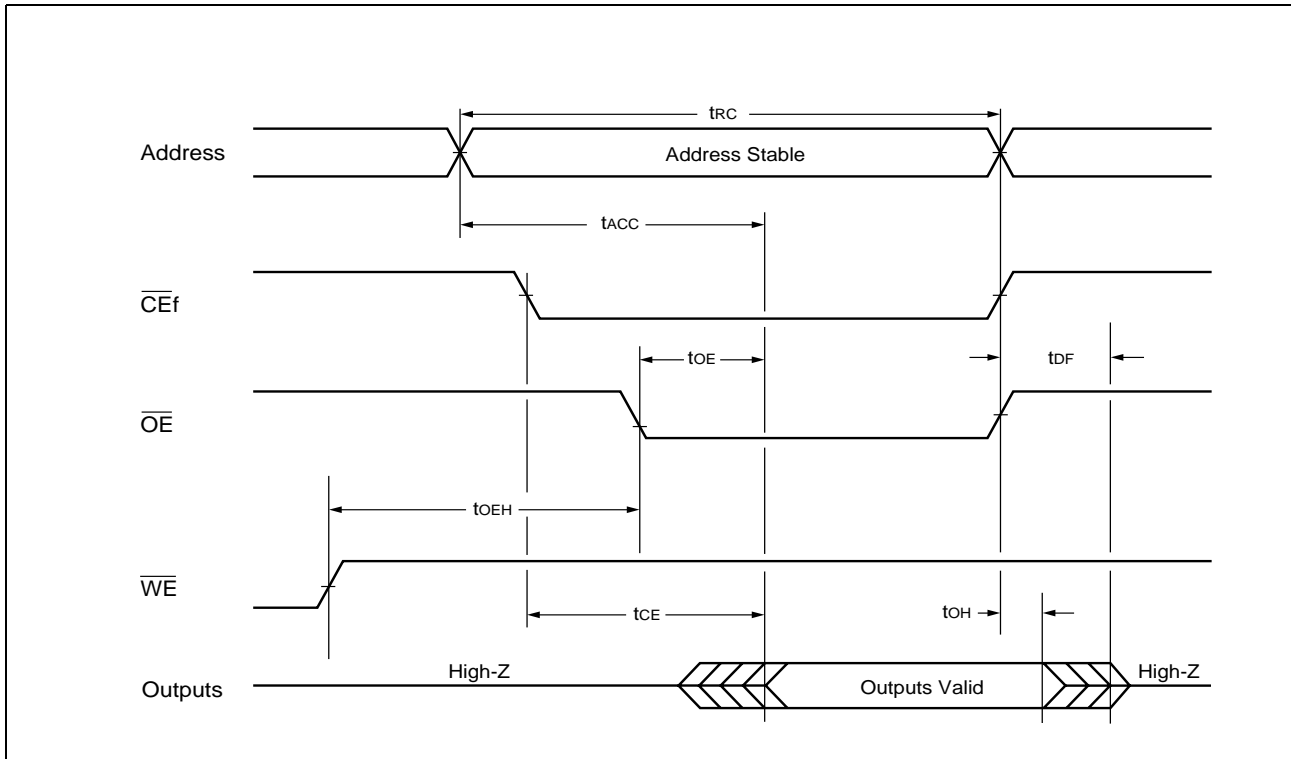 tRC
Address
Address Stable
tACC
CEf
tOE
tDF
OE
tOEH
WE
tCE
tOH
High-Z
High-Z
Outputs
Outputs Valid